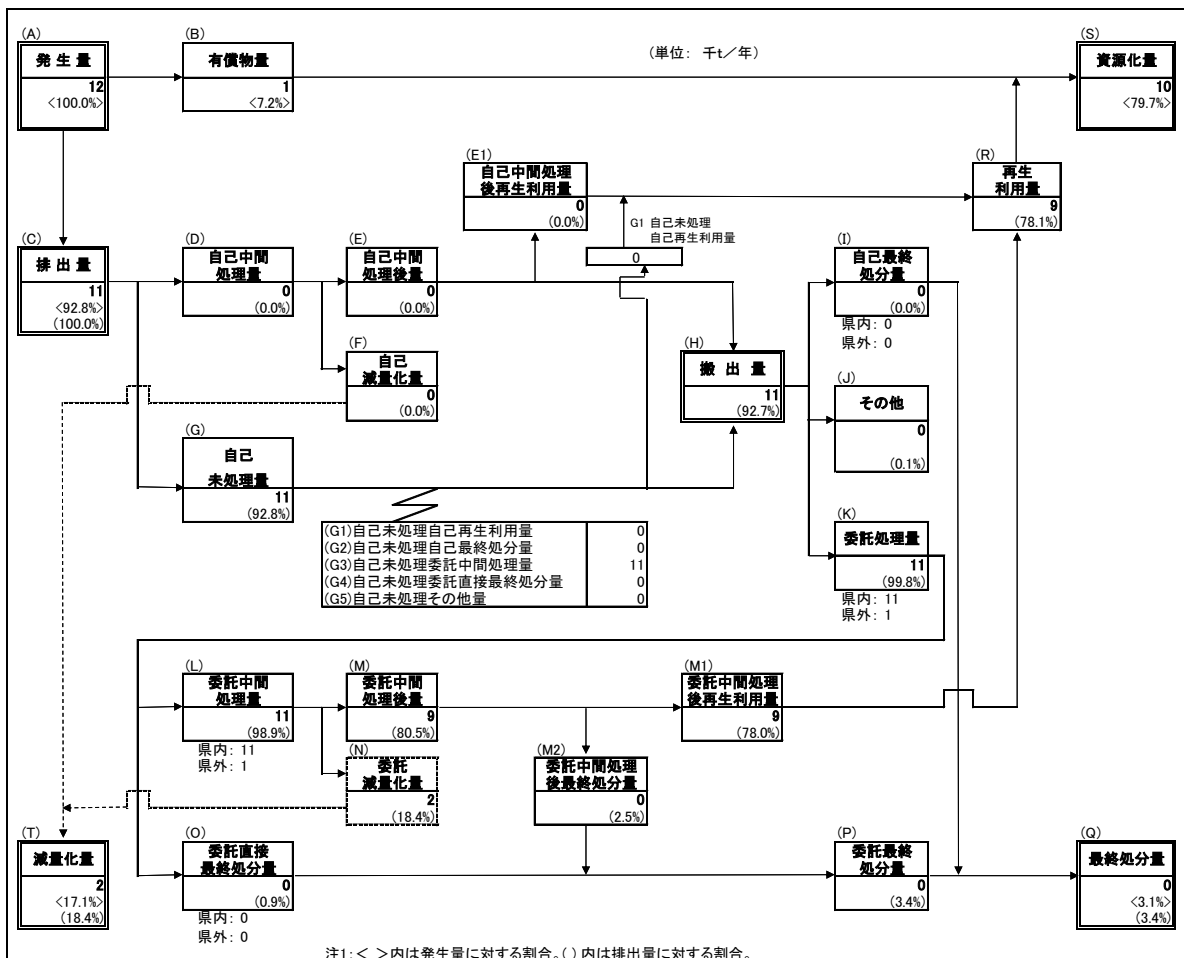 (A)
発 生 量
12
<100.0%>
(B)
有償物量
1
<7.2%>
(単位: 千t/年)
(S)
資源化量
10
<79.7%>
(E1)
自己中間処理
後再生利用量
0
(0.0%)
G1 自己未処理
自己再生利用量
0
(R)
再生
利用量
9
(78.1%)
(C)
排 出 量
11
<92.8%>
(100.0%)
(D)
自己中間
処理量
0
(0.0%)
(E)
自己中間
処理後量
0
(0.0%)
(I)
自己最終
処分量
0
(0.0%)
県内: 0
県外: 0
(F)
自己
減量化量
0
(0.0%)
(H)
搬 出 量
11
(92.7%)
(J)
その他
0
(0.1%)
(G)
自己
未処理量
11
(92.8%)
(G1)自己未処理自己再生利用量 0
(G2)自己未処理自己最終処分量 0
(G3)自己未処理委託中間処理量 11
(G4)自己未処理委託直接最終処分量 0
(G5)自己未処理その他量 0
(K)
委託処理量
11
(99.8%)
県内: 11
県外: 1
(L)
委託中間
処理量
11
(98.9%)
県内: 11
県外: 1
(M)
委託中間
処理後量
9
(80.5%)
(M1)
委託中間処理
後再生利用量
9
(78.0%)
(N)
委託
減量化量
2
(18.4%)
(M2)
委託中間処理
後最終処分量
0
(2.5%)
(T)
減量化量
2
<17.1%>
(18.4%)
(O)
委託直接
最終処分量
0
(0.9%)
県内: 0
県外: 0
(P)
委託最終
処分量
0
(3.4%)
(Q)
最終処分量
0
<3.1%>
(3.4%)
注1:< >内は発生量に対する割合。( )内は排出量に対する割合。